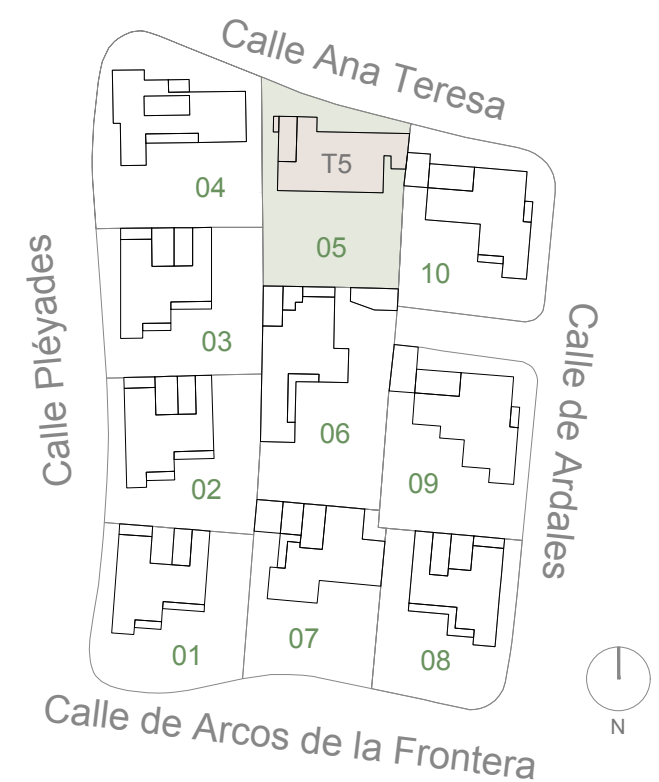 Calle Ana Teresa
T5
04
05
10
Calle Pléyades
03
Calle de Ardales
06
09
02
07
01
08
Calle de Arcos de la Frontera
N